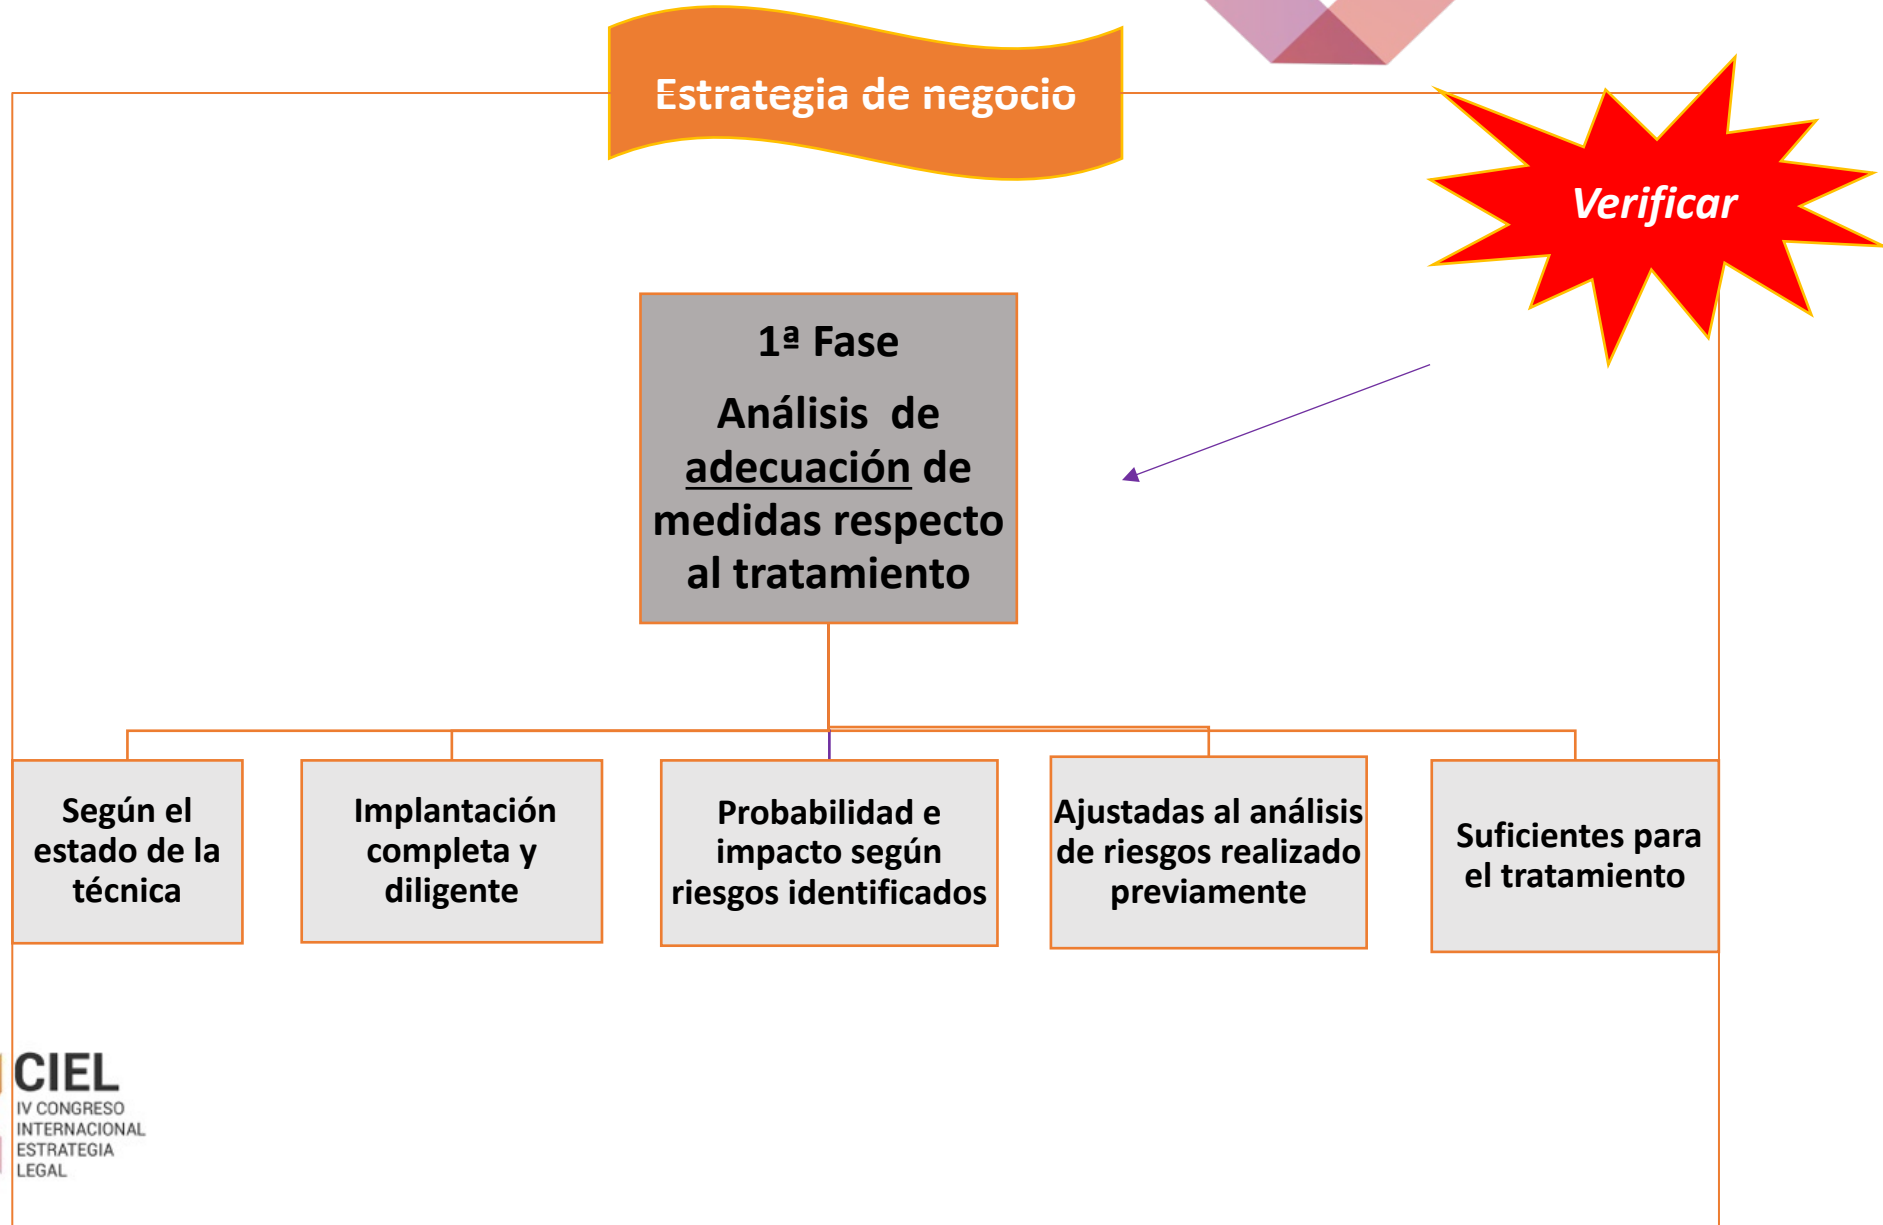 Estrategia de negocio
Verificar
1ª Fase
Análisis de
adecuación de
medidas respecto
al tratamiento
Según el
estado de la
técnica
Implantación
completa y
diligente
Probabilidad e
impacto según
riesgos identificados
Ajustadas al análisis
de riesgos realizado
previamente
Suficientes para
el tratamiento
CIEL
IV CONGRESO
INTERNACIONAL
ESTRATEGIA
LEGAL